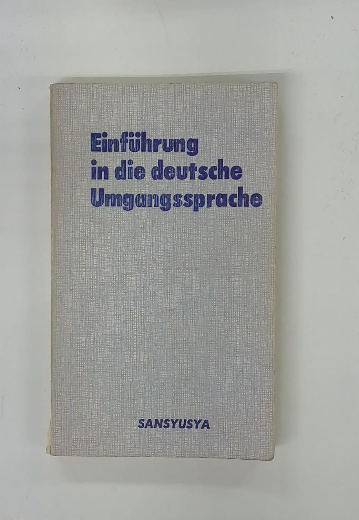 Einführung
in die deutsche
Umgangssprache
SANSYUSYA